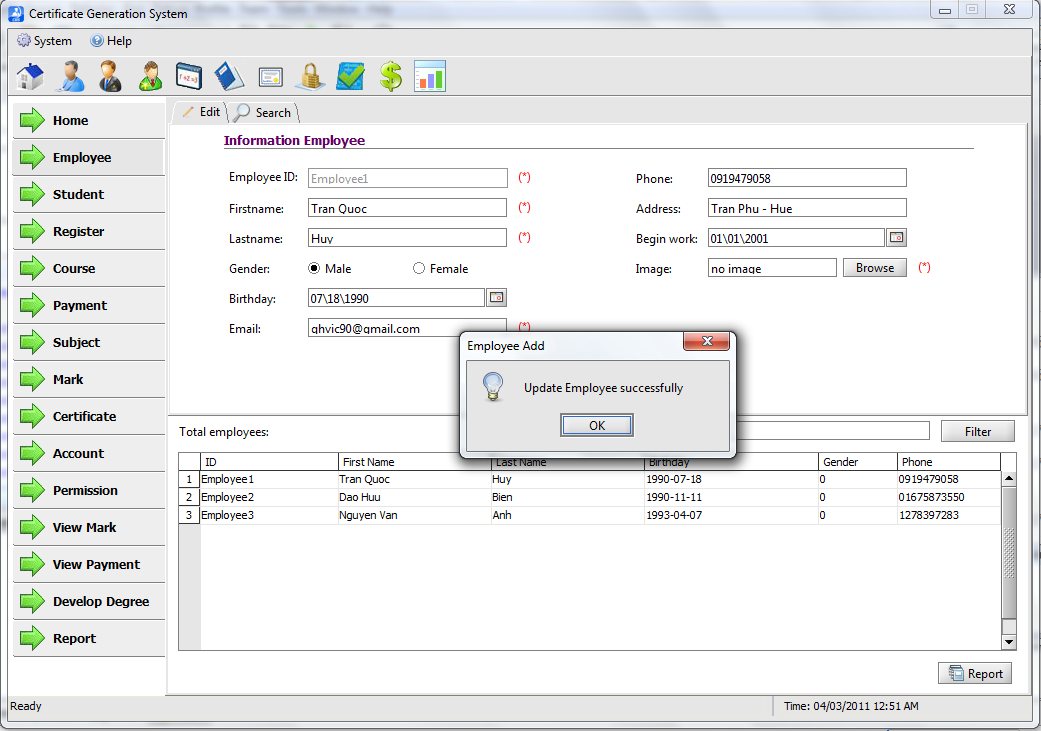 Certificate Generation System
System Help
Edit Search
Home
Employee
Student
Register
Course
Payment
Subject
Mark
Certificate
Account
Permission
View Mark
View Payment
Develop Degree
Report
Information Employee
Employee ID: Employee1 (*)
Firstname: Tran Quoc (*)
Lastname: Huy (*)
Gender: Male Female
Birthday: 07\18\1990
Email: qhvic90@gmail.com (*)
Phone: 0919479058
Address: Tran Phu - Hue
Begin work: 01\01\2001
Image: no image Browse (*)
Employee Add
Update Employee successfully
OK
Total employees: Filter
ID First Name Last Name Birthday Gender Phone
1 Employee1 Tran Quoc Huy 1990-07-18 0 0919479058
2 Employee2 Dao Huu Bien 1990-11-11 0 01675873550
3 Employee3 Nguyen Van Anh 1993-04-07 0 1278397283
Report
Ready Time: 04/03/2011 12:51 AM